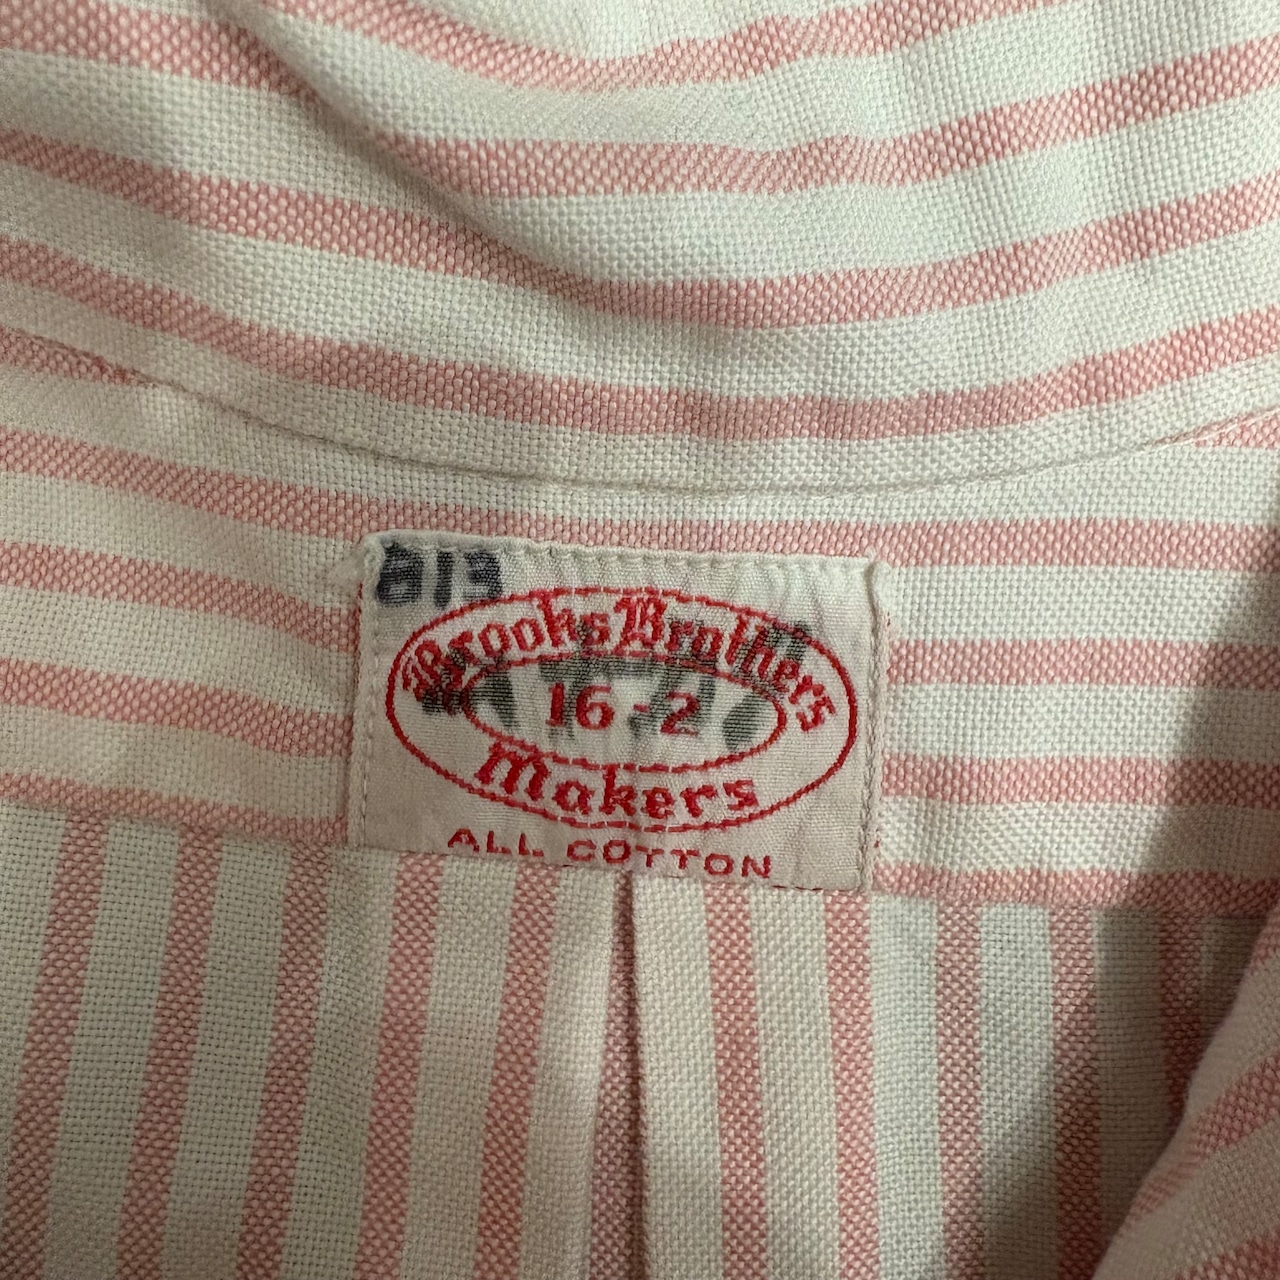 813
Brooks Brothers
16-2
Makers
ALL COTTON